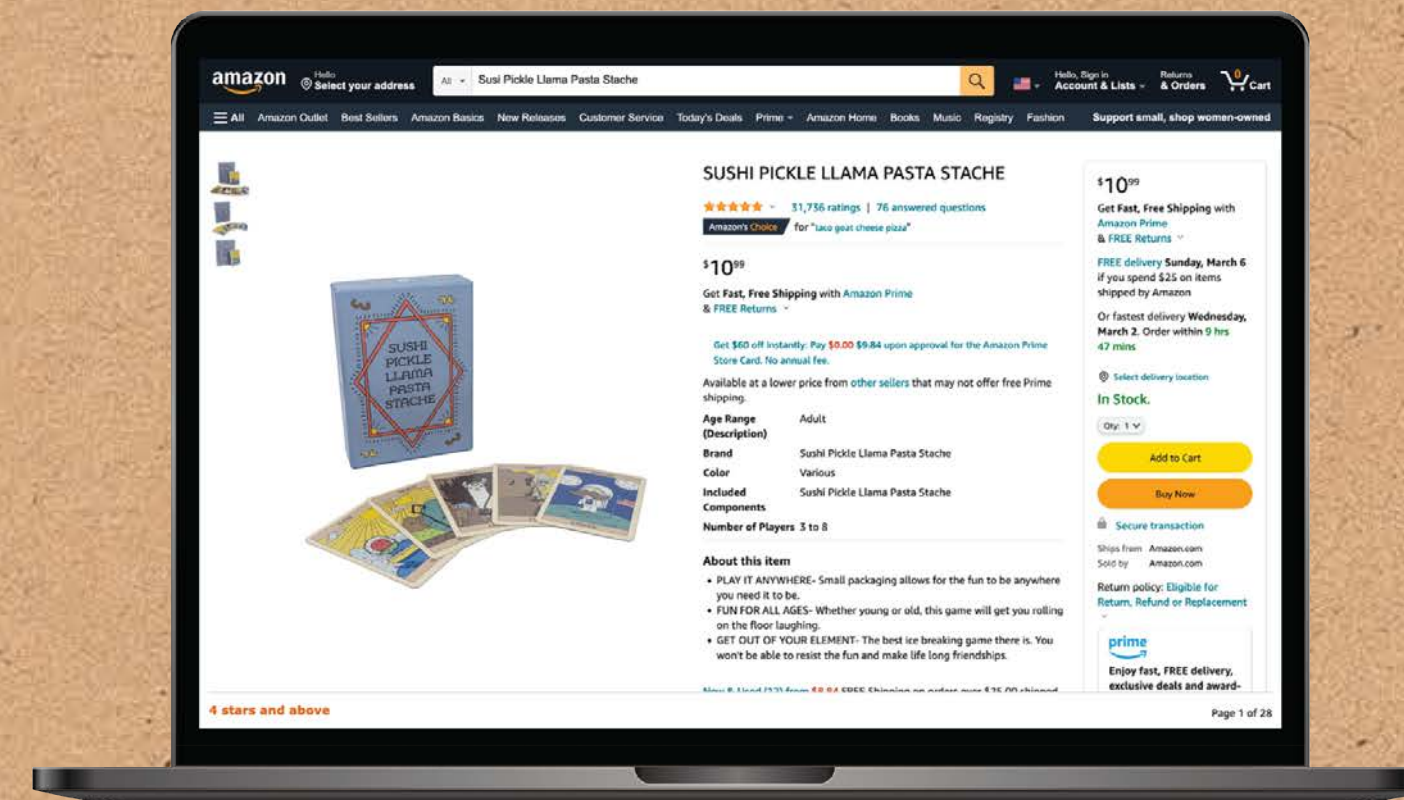 amazon
Hello
Select your address
All
Susi Pickle Llama Pasta Stache
Hello, Sign in
Account & Lists
Returns
& Orders
0
Cart
All
Amazon Outlet
Best Sellers
Amazon Basics
New Releases
Customer Service
Today's Deals
Prime
Amazon Home
Books
Music
Registry
Fashion
Support small, shop women-owned
SUSHI
PICKLE
LLAMA
PASTA
STACHE
SUSHI PICKLE LLAMA PASTA STACHE
31,736 ratings | 76 answered questions
Amazon's Choice for "taco goat cheese pizza"
$10 99
Get Fast, Free Shipping with Amazon Prime
& FREE Returns
Get $60 off instantly: Pay $0.00 $9.84 upon approval for the Amazon Prime
Store Card. No annual fee.
Available at a lower price from other sellers that may not offer free Prime
shipping.
Age Range Adult
(Description)
Brand Sushi Pickle Llama Pasta Stache
Color Various
Included Sushi Pickle Llama Pasta Stache
Components
Number of Players 3 to 8
About this item
• PLAY IT ANYWHERE- Small packaging allows for the fun to be anywhere
you need it to be.
• FUN FOR ALL AGES- Whether young or old, this game will get you rolling
on the floor laughing.
• GET OUT OF YOUR ELEMENT- The best ice breaking game there is. You
won't be able to resist the fun and make life long friendships.
New & Used (12) from $8.84 FREE Shipping on orders over $25.00 shipped
$10 99
Get Fast, Free Shipping with
Amazon Prime
& FREE Returns
FREE delivery Sunday, March 6
if you spend $25 on items
shipped by Amazon
Or fastest delivery Wednesday,
March 2. Order within 9 hrs
47 mins
Select delivery location
In Stock.
Qty: 1
Add to Cart
Buy Now
Secure transaction
Ships from Amazon.com
Sold by Amazon.com
Return policy: Eligible for
Return, Refund or Replacement
prime
Enjoy fast, FREE delivery,
exclusive deals and award-
4 stars and above
Page 1 of 28